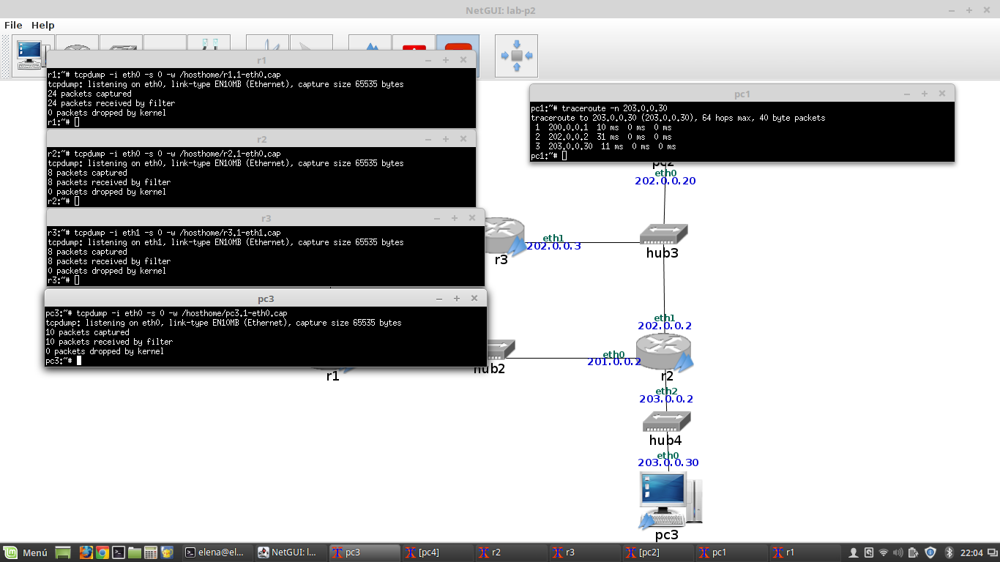 NetGUI: lab-p2
File Help
r1
r1:~# tcpdump -i eth0 -s 0 -w /hosthome/r1.1-eth0.cap
tcpdump: listening on eth0, link-type EN10MB (Ethernet), capture size 65535 bytes
24 packets captured
24 packets received by filter
0 packets dropped by kernel
r1:~#
r2
r2:~# tcpdump -i eth0 -s 0 -w /hosthome/r2.1-eth0.cap
tcpdump: listening on eth0, link-type EN10MB (Ethernet), capture size 65535 bytes
8 packets captured
8 packets received by filter
0 packets dropped by kernel
r2:~#
r3
r3:~# tcpdump -i eth1 -s 0 -w /hosthome/r3.1-eth1.cap
tcpdump: listening on eth1, link-type EN10MB (Ethernet), capture size 65535 bytes
8 packets captured
8 packets received by filter
0 packets dropped by kernel
r3:~#
pc3
pc3:~# tcpdump -i eth0 -s 0 -w /hosthome/pc3.1-eth0.cap
tcpdump: listening on eth0, link-type EN10MB (Ethernet), capture size 65535 bytes
10 packets captured
10 packets received by filter
0 packets dropped by kernel
pc3:~#
pc1
pc1:~# traceroute -n 203.0.0.30
traceroute to 203.0.0.30 (203.0.0.30), 64 hops max, 40 byte packets
1 200.0.0.1 10 ms 0 ms 0 ms
2 202.0.0.2 31 ms 0 ms 0 ms
3 203.0.0.30 11 ms 0 ms 0 ms
pc1:~#
pc2
eth0
202.0.0.20
eth1
202.0.0.3
r3
hub3
eth1
202.0.0.2
eth0
201.0.0.2
hub2
r1
r2
eth2
203.0.0.2
hub4
eth0
203.0.0.30
pc3
Menú
elena@el...
NetGUI: l...
pc3
[pc4]
r2
r3
[pc2]
pc1
r1
22:04